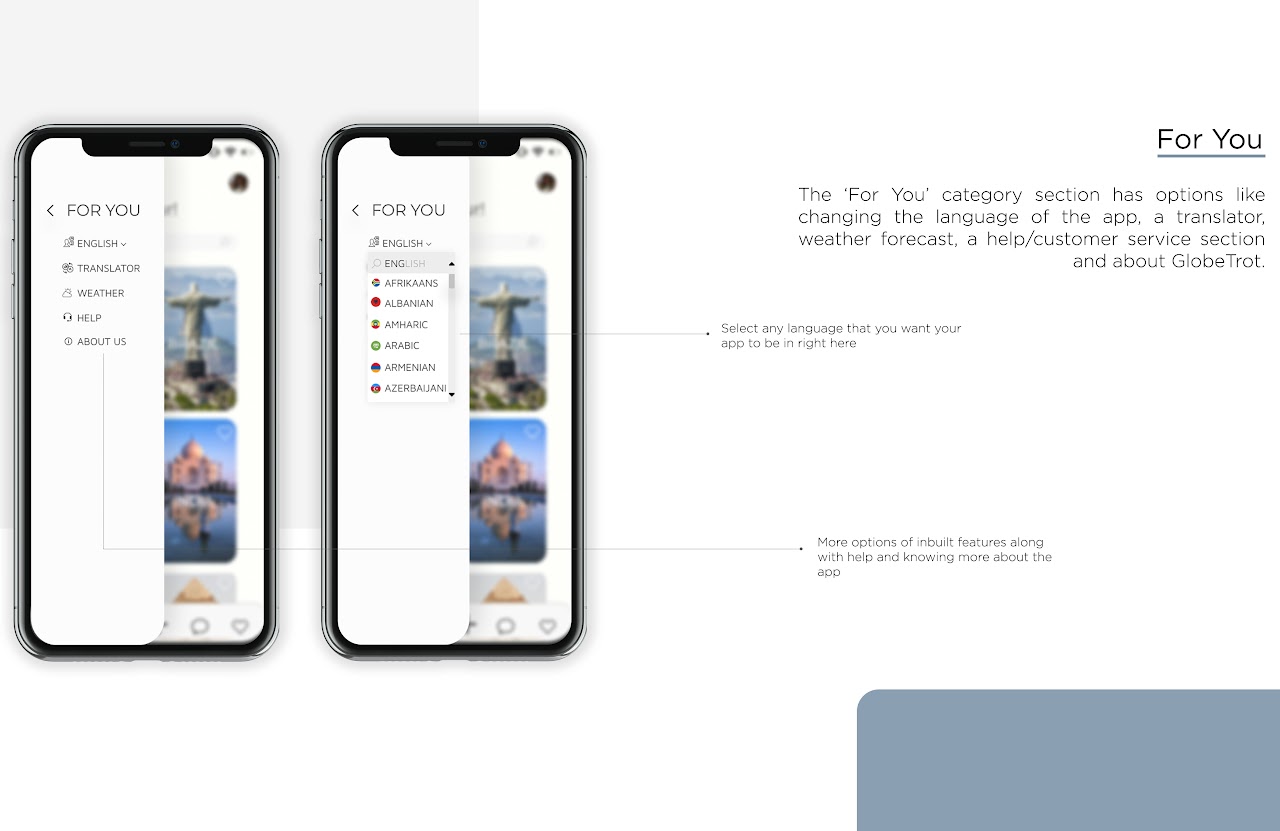 FOR YOU
ENGLISH
TRANSLATOR
WEATHER
HELP
ABOUT US
FOR YOU
ENGLISH
ENGLISH
AFRIKAANS
ALBANIAN
AMHARIC
ARABIC
ARMENIAN
AZERBAIJANI
For You
The ‘For You’ category section has options like
changing the language of the app, a translator,
weather forecast, a help/customer service section
and about GlobeTrot.
Select any language that you want your
app to be in right here
More options of inbuilt features along
with help and knowing more about the
app